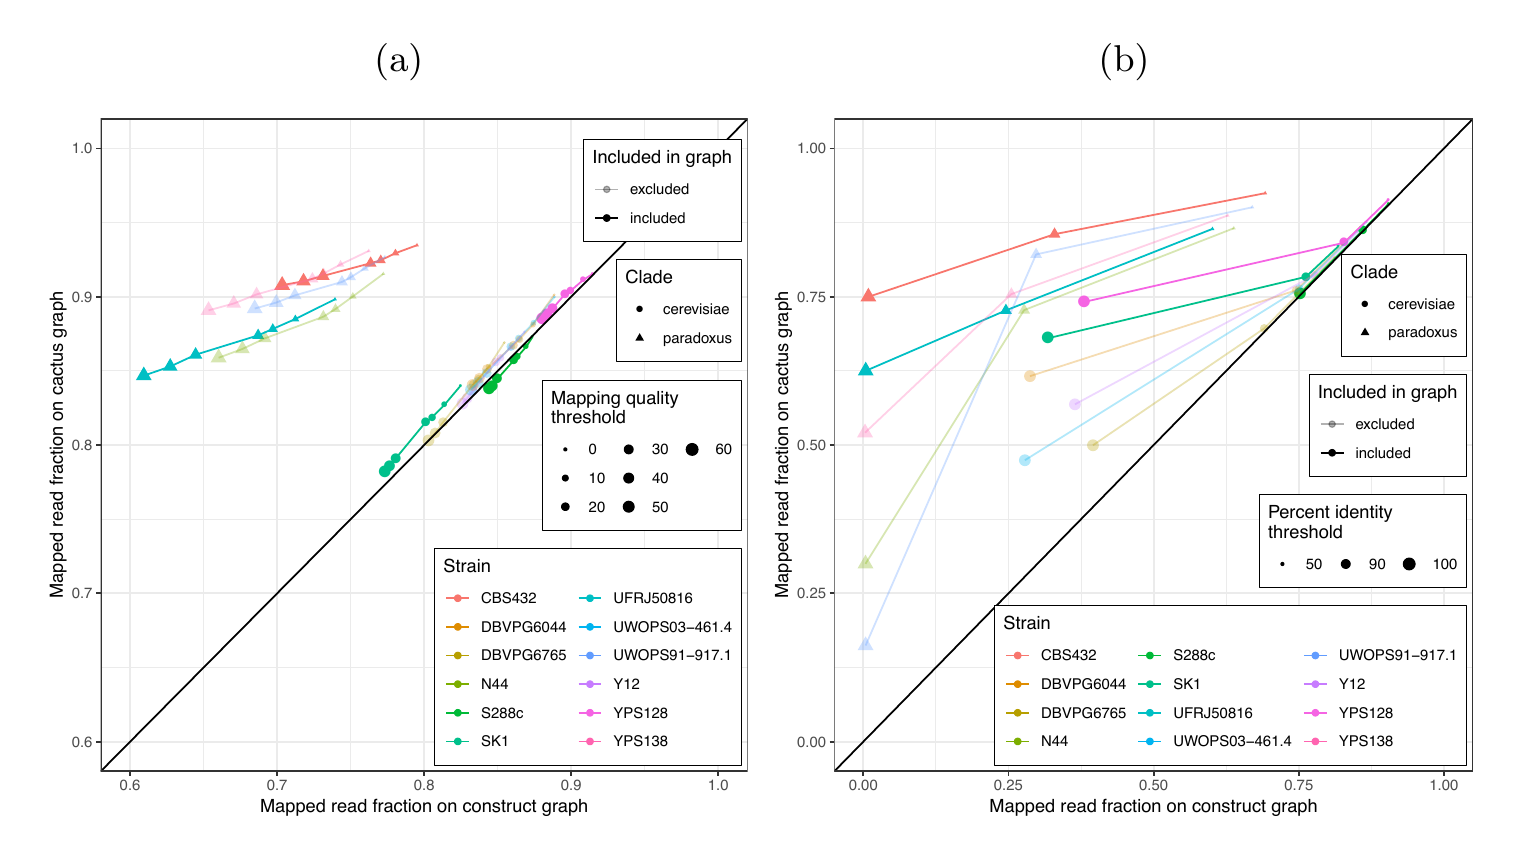 (a)
1.0
0.9
0.8
0.7
0.6
Mapped read fraction on cactus graph
0.6
0.7
0.8
0.9
1.0
Mapped read fraction on construct graph
Included in graph
excluded
included
Clade
cerevisiae
paradoxus
Mapping quality
threshold
0 30 60
10 40
20 50
Strain
CBS432 UFRJ50816
DBVPG6044 UWOPS03−461.4
DBVPG6765 UWOPS91−917.1
N44 Y12
S288c YPS128
SK1 YPS138
(b)
1.00
0.75
0.50
0.25
0.00
Mapped read fraction on cactus graph
0.00
0.25
0.50
0.75
1.00
Mapped read fraction on construct graph
Clade
cerevisiae
paradoxus
Included in graph
excluded
included
Percent identity
threshold
50 90 100
Strain
CBS432 S288c UWOPS91−917.1
DBVPG6044 SK1 Y12
DBVPG6765 UFRJ50816 YPS128
N44 UWOPS03−461.4 YPS138